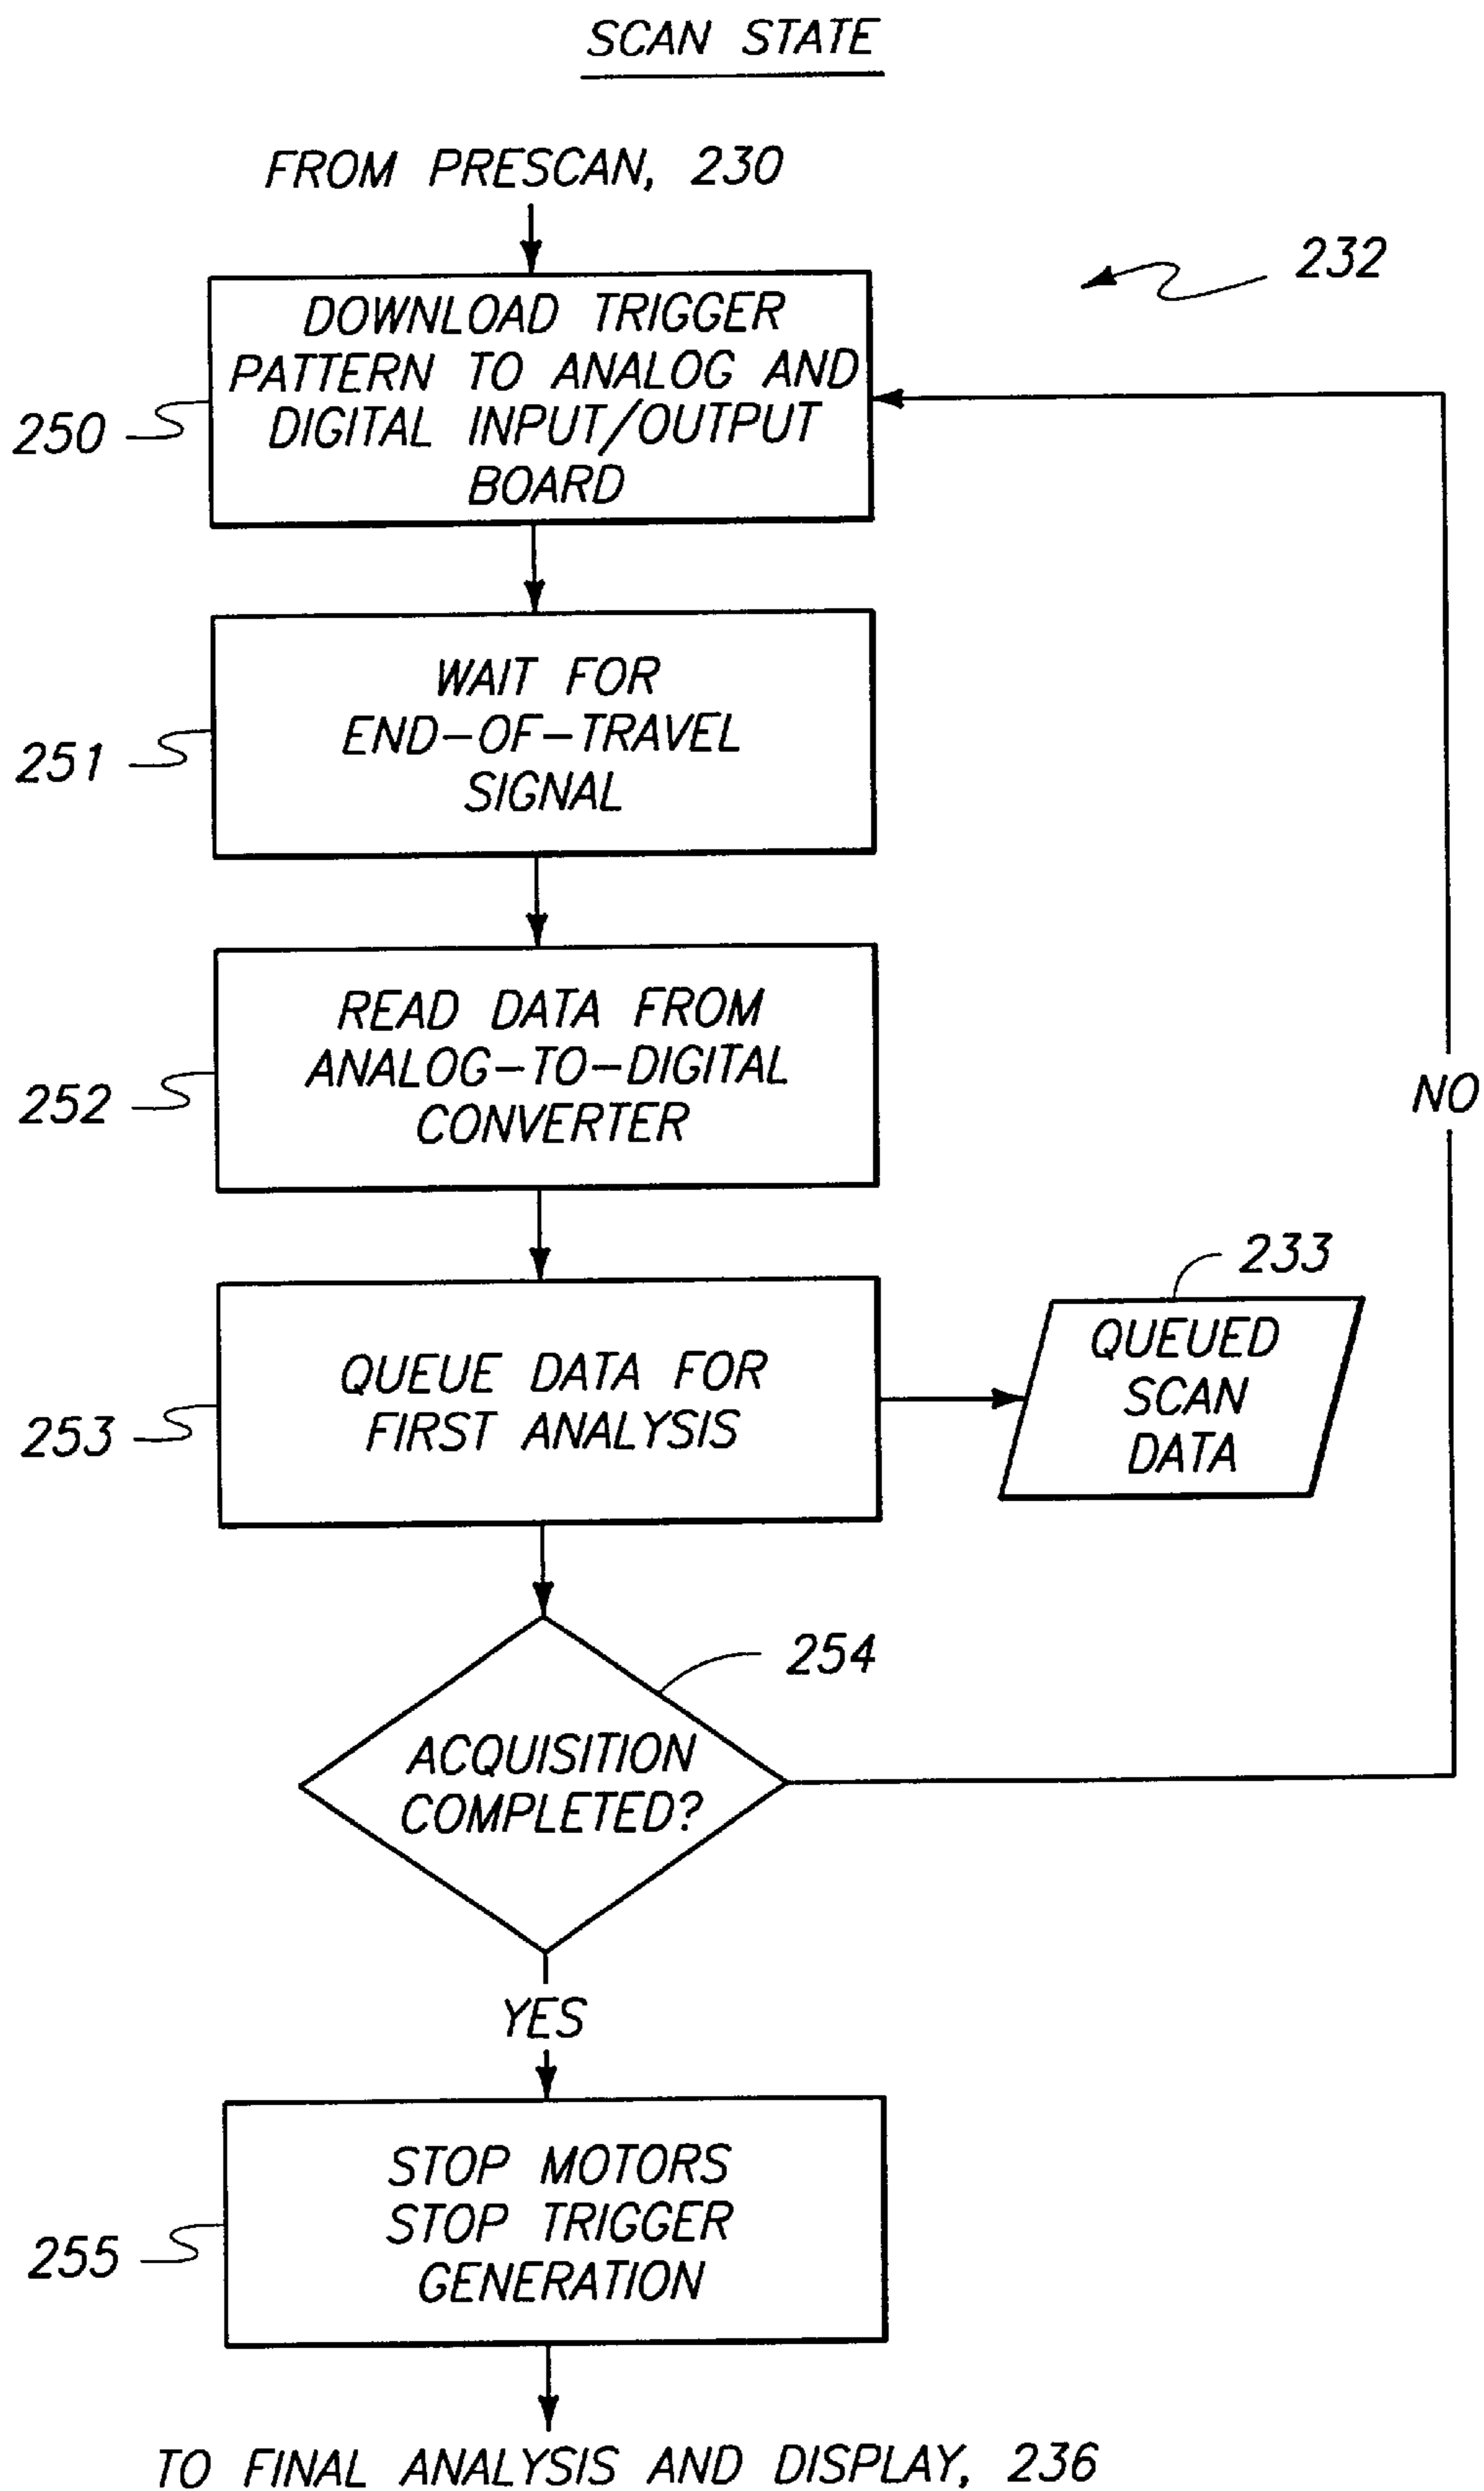 SCAN STATE
FROM PRESCAN, 230
232
DOWNLOAD TRIGGER
PATTERN TO ANALOG AND
DIGITAL INPUT/OUTPUT
BOARD
250
WAIT FOR
END-OF-TRAVEL
SIGNAL
251
READ DATA FROM
ANALOG-TO-DIGITAL
CONVERTER
252
NO
QUEUE DATA FOR
FIRST ANALYSIS
253
233
QUEUED
SCAN
DATA
254
ACQUISITION
COMPLETED?
YES
STOP MOTORS
STOP TRIGGER
GENERATION
255
TO FINAL ANALYSIS AND DISPLAY, 236